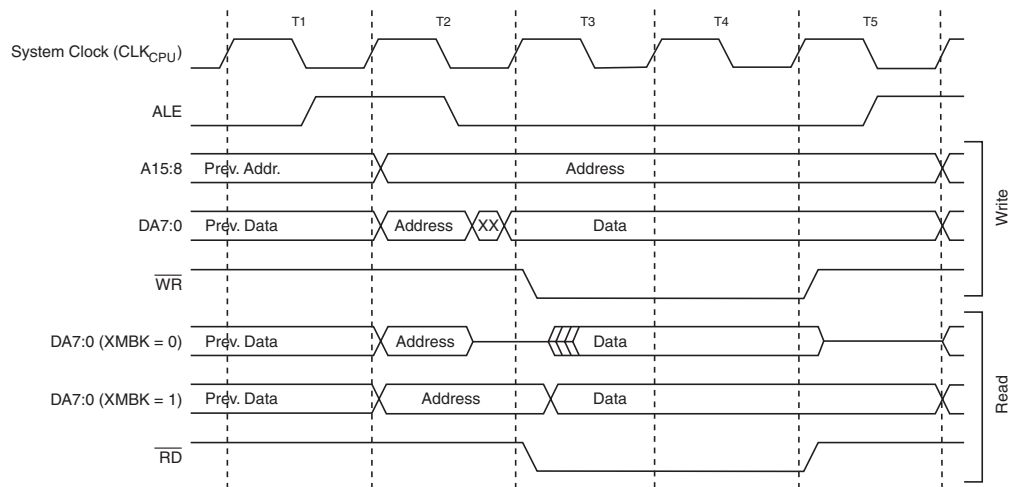 T1 T2 T3 T4 T5
System Clock (CLKCPU)
ALE
A15:8 Prev. Addr. Address
DA7:0 Prev. Data Address XX Data
WR
Write
DA7:0 (XMBK = 0) Prev. Data Address Data
DA7:0 (XMBK = 1) Prev. Data Address Data
RD
Read